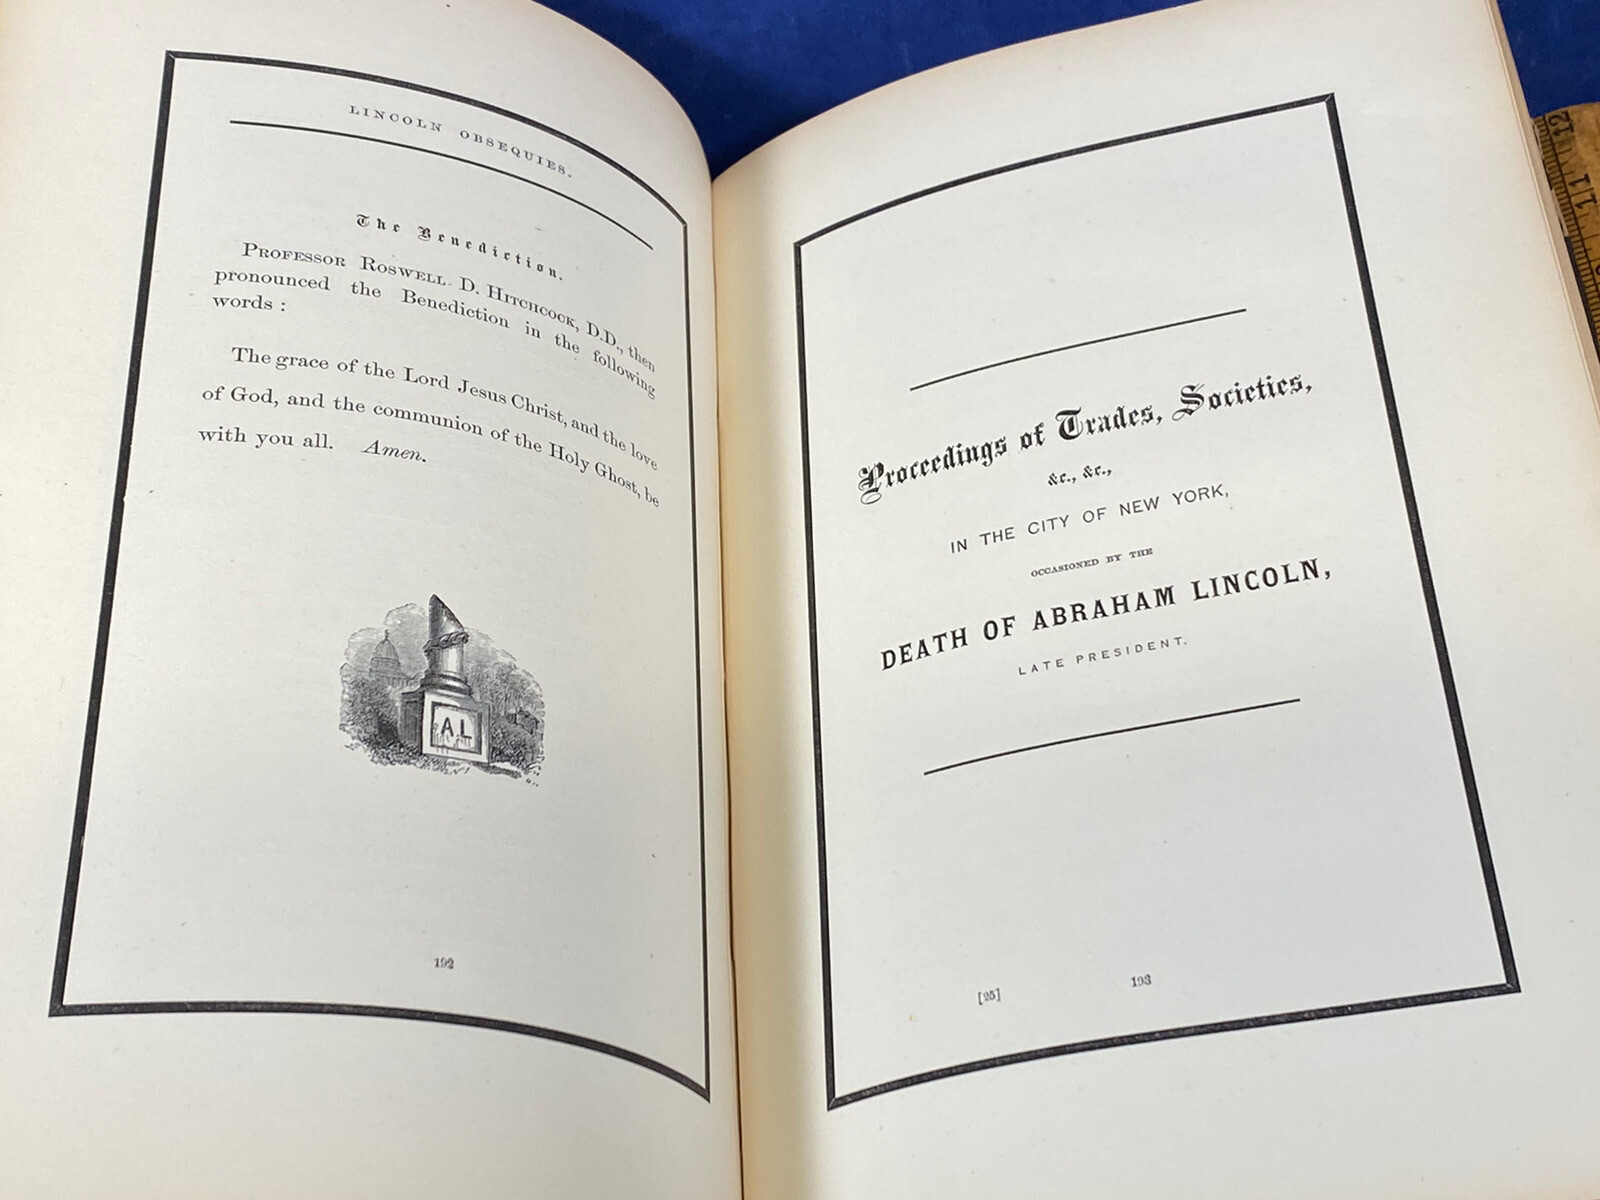 LINCOLN OBSEQUIES.
The Benediction.
PROFESSOR ROSWELL. D. HITCHCOCK, D.D., then
pronounced the Benediction in the following
words :
The grace of the Lord Jesus Christ, and the love
of God, and the communion of the Holy Ghost, be
with you all. Amen.
A.L
192
Proceedings of Trades, Societies,
&c., &c.,
IN THE CITY OF NEW YORK,
OCCASIONED BY THE
DEATH OF ABRAHAM LINCOLN,
LATE PRESIDENT.
[25] 193
12
11